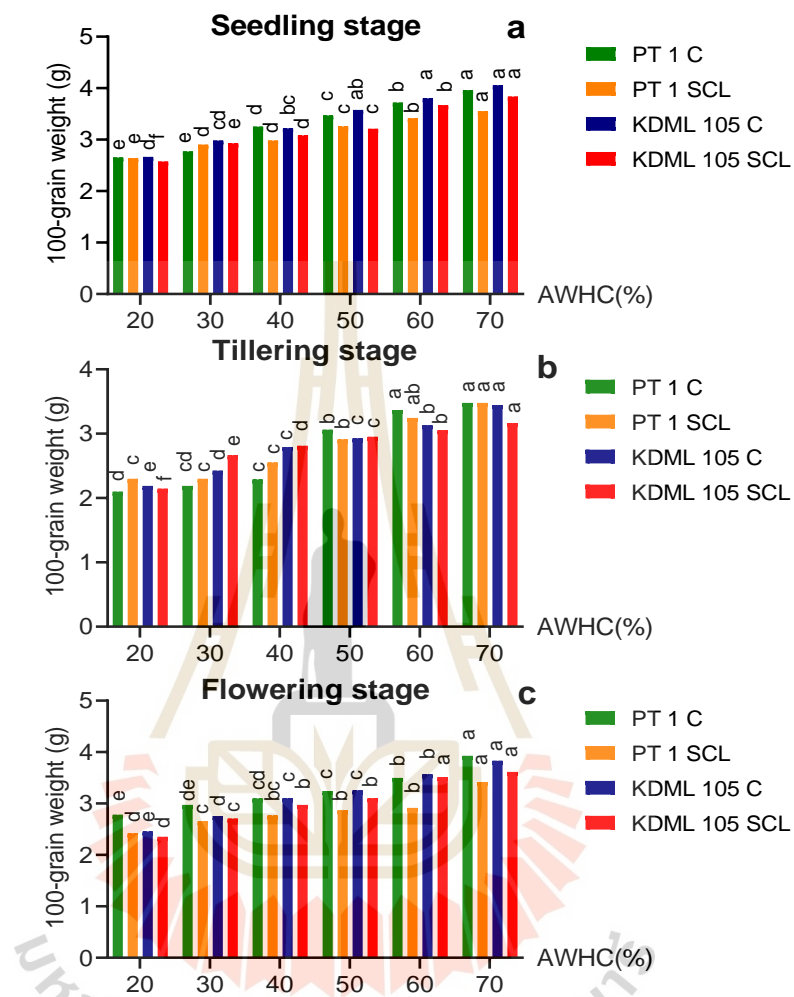 Seedling stage
a
100-grain weight (g)
5
4
3
2
1
0
e e d f
e d cd e
d d bc d
c c ab c
b b a b
a a a a
20 30 40 50 60 70
AWHC(%)
PT 1 C
PT 1 SCL
KDML 105 C
KDML 105 SCL
Tillering stage
b
100-grain weight (g)
4
3
2
1
0
d c e f
cd c d e
c c c d
b b c c
a ab b b
a a a a
20 30 40 50 60 70
AWHC(%)
PT 1 C
PT 1 SCL
KDML 105 C
KDML 105 SCL
Flowering stage
c
100-grain weight (g)
5
4
3
2
1
0
e d e d
de c d c
cd bc c b
c b c b
b b b a
a a a a
20 30 40 50 60 70
AWHC(%)
PT 1 C
PT 1 SCL
KDML 105 C
KDML 105 SCL